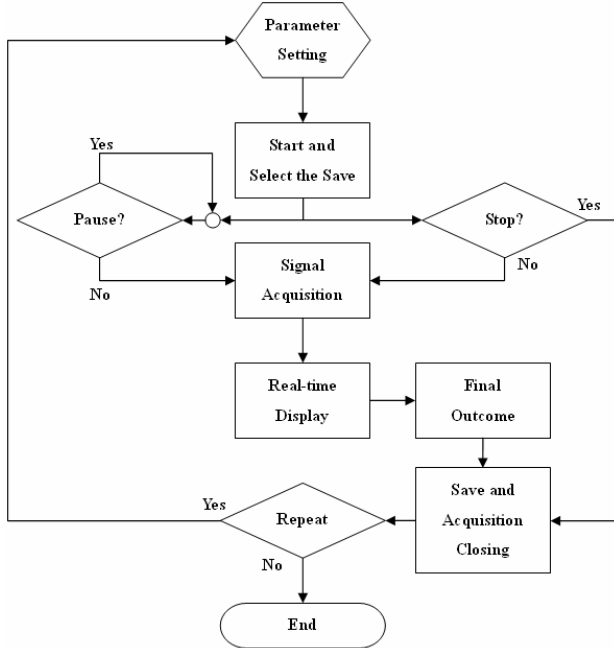 Parameter
Setting
Start and
Select the Save
Yes
Pause?
Stop?
Yes
No
Signal
Acquisition
No
Real-time
Display
Final
Outcome
Save and
Acquisition
Closing
Yes
Repeat
No
End